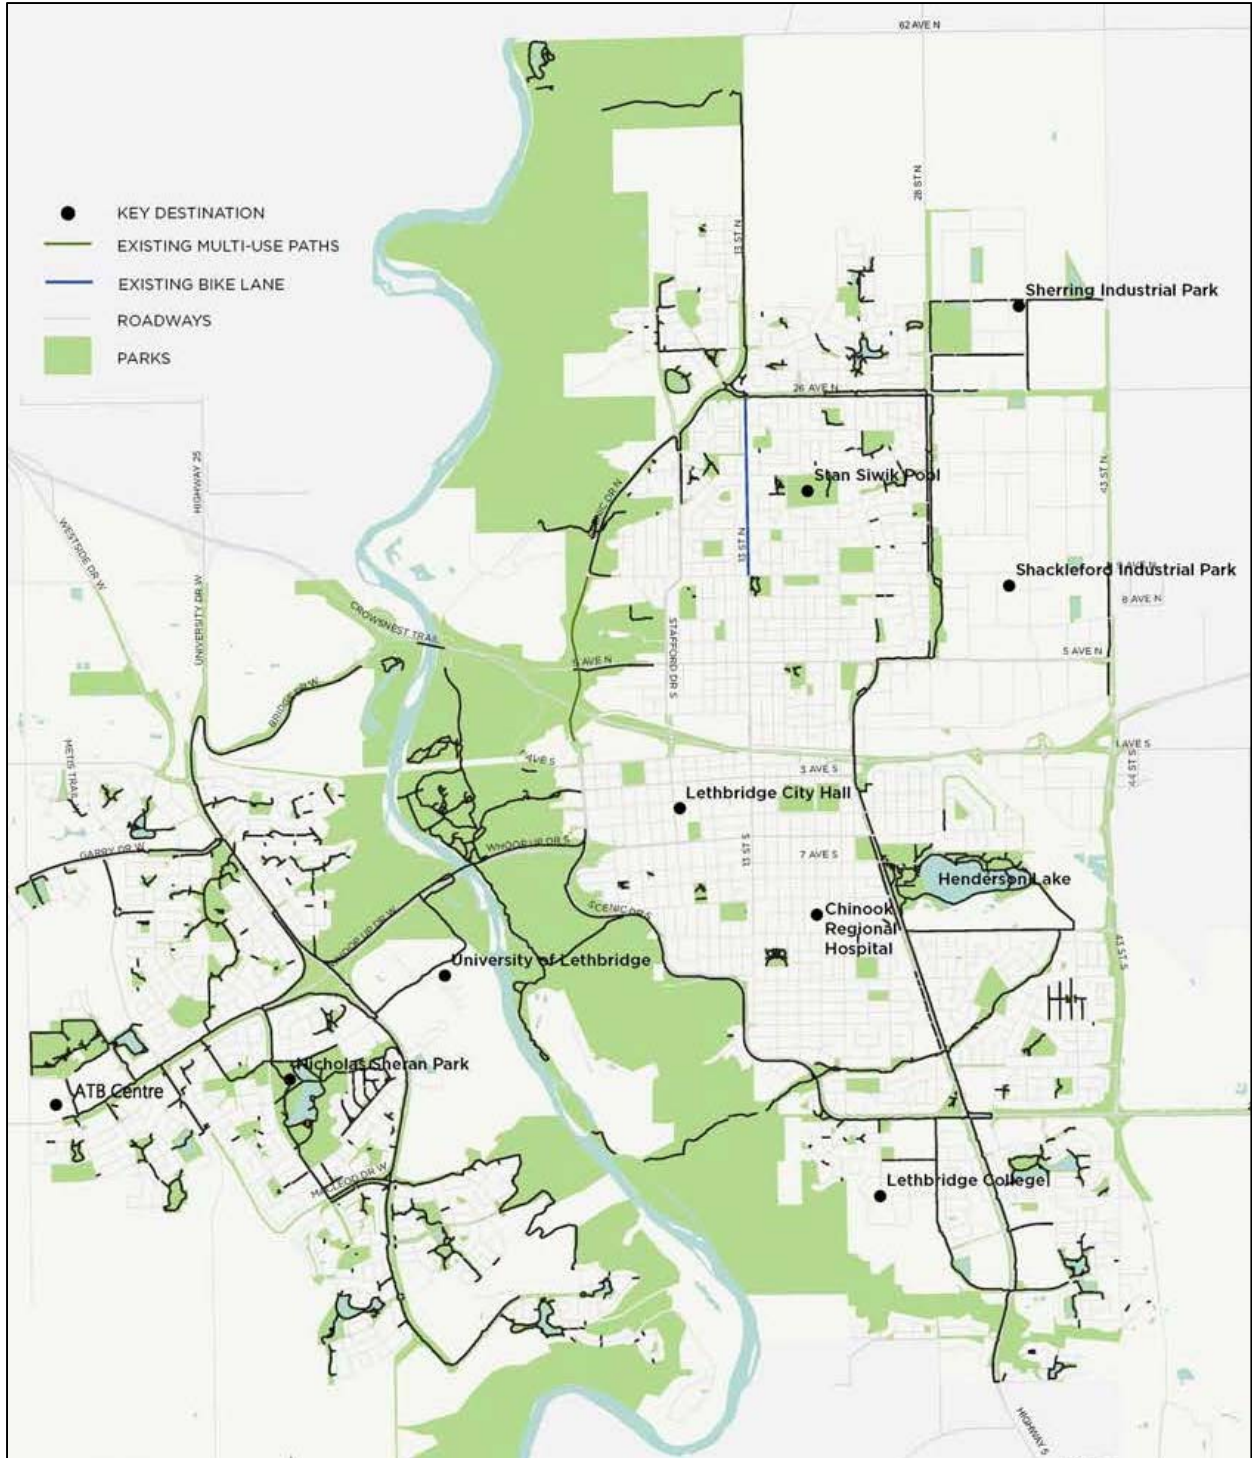 62 AVE N
28 ST N
KEY DESTINATION
EXISTING MULTI-USE PATHS
EXISTING BIKE LANE
ROADWAYS
PARKS
13 ST N
Sherring Industrial Park
26 AVE N
HIGHWAY 25
Stan Siwik Pool
43 ST N
WESTSIDE DR W
13 ST N
Shackleford Industrial Park
8 AVE N
UNIVERSITY DR W
CROWSNEST TRAIL
STAFFORD DR S
5 AVE N
5 AVE N
BRIDGE DR W
METIS TRAIL
1 AVE S
3 AVE S
Lethbridge City Hall
GARRY DR W
WHOOP UP DR S
13 ST S
7 AVE S
Henderson Lake
SCENIC DR S
Chinook
Regional
Hospital
WHOOP UP DR W
University of Lethbridge
43 ST S
Nicholas Sheran Park
ATB Centre
MACLEOD DR W
Lethbridge College
HIGHWAY 5